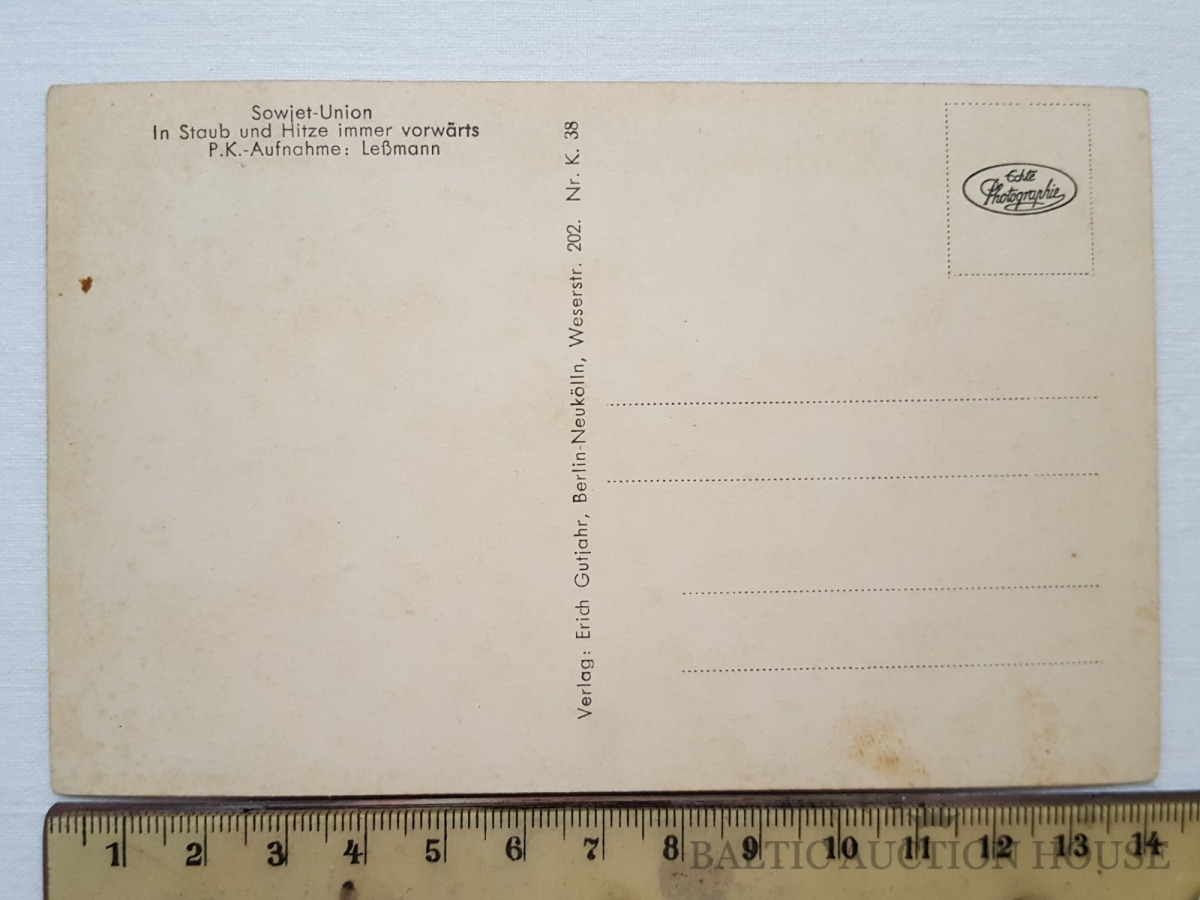 Sowjet-Union
In Staub und Hitze immer vorwärts
P.K.-Aufnahme: Leßmann
Verlag: Erich Gutjahr, Berlin-Neukölln, Weserstr. 202. Nr. K. 38
Echte
Photographie
1 2 3 4 5 6 7 8 9 10 11 12 13 14
BALTIC AUCTION HOUSE